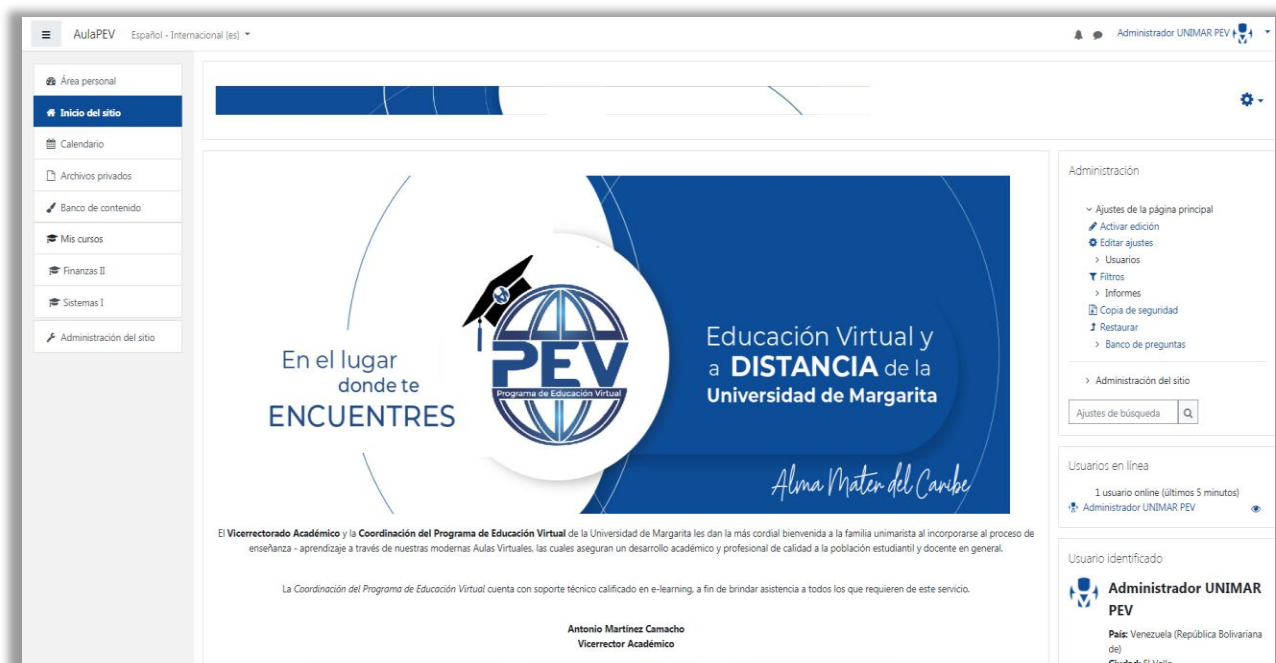 AulaPEV Español - Internacional (es)
Administrador UNIMAR PEV
Área personal
Inicio del sitio
Calendario
Archivos privados
Banco de contenido
Mis cursos
Finanzas II
Sistemas I
Administración del sitio
En el lugar
donde te
ENCUENTRES
PEV
Programa de Educación Virtual
Educación Virtual y
a DISTANCIA de la
Universidad de Margarita
Alma Mater del Caribe
El Vicerrectorado Académico y la Coordinación del Programa de Educación Virtual de la Universidad de Margarita les dan la más cordial bienvenida a la familia unimarista al incorporarse al proceso de
enseñanza - aprendizaje a través de nuestras modernas Aulas Virtuales, las cuales aseguran un desarrollo académico y profesional de calidad a la población estudiantil y docente en general.
La Coordinación del Programa de Educación Virtual cuenta con soporte técnico calificado en e-learning, a fin de brindar asistencia a todos los que requieren de este servicio.
Antonio Martínez Camacho
Vicerrector Académico
Administración
Ajustes de la página principal
Activar edición
Editar ajustes
Usuarios
Filtros
Informes
Copia de seguridad
Restaurar
Banco de preguntas
Administración del sitio
Ajustes de búsqueda
Usuarios en línea
1 usuario online (últimos 5 minutos)
Administrador UNIMAR PEV
Usuario identificado
Administrador UNIMAR
PEV
País: Venezuela (República Bolivariana
de)
Ciudad: El Valle